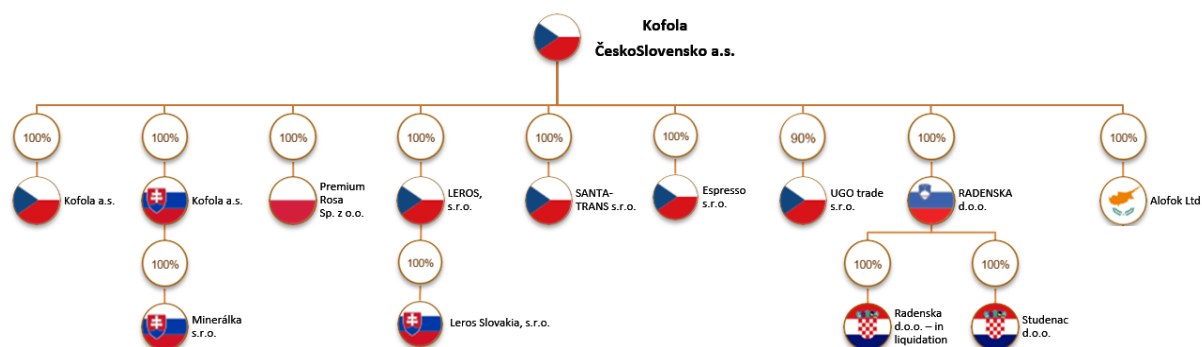 Kofola
ČeskoSlovensko a.s.
100%
100%
100%
100%
100%
100%
90%
100%
100%
Kofola a.s.
Kofola a.s.
Premium
Rosa
Sp. z o.o.
LEROS,
s.r.o.
SANTA-
TRANS s.r.o.
Espresso
s.r.o.
UGO trade
s.r.o.
RADENSKA
d.o.o.
Alofok Ltd
100%
100%
100%
100%
Minerálka
s.r.o.
Leros Slovakia, s.r.o.
Radenska
d.o.o. – in
liquidation
Studenac
d.o.o.